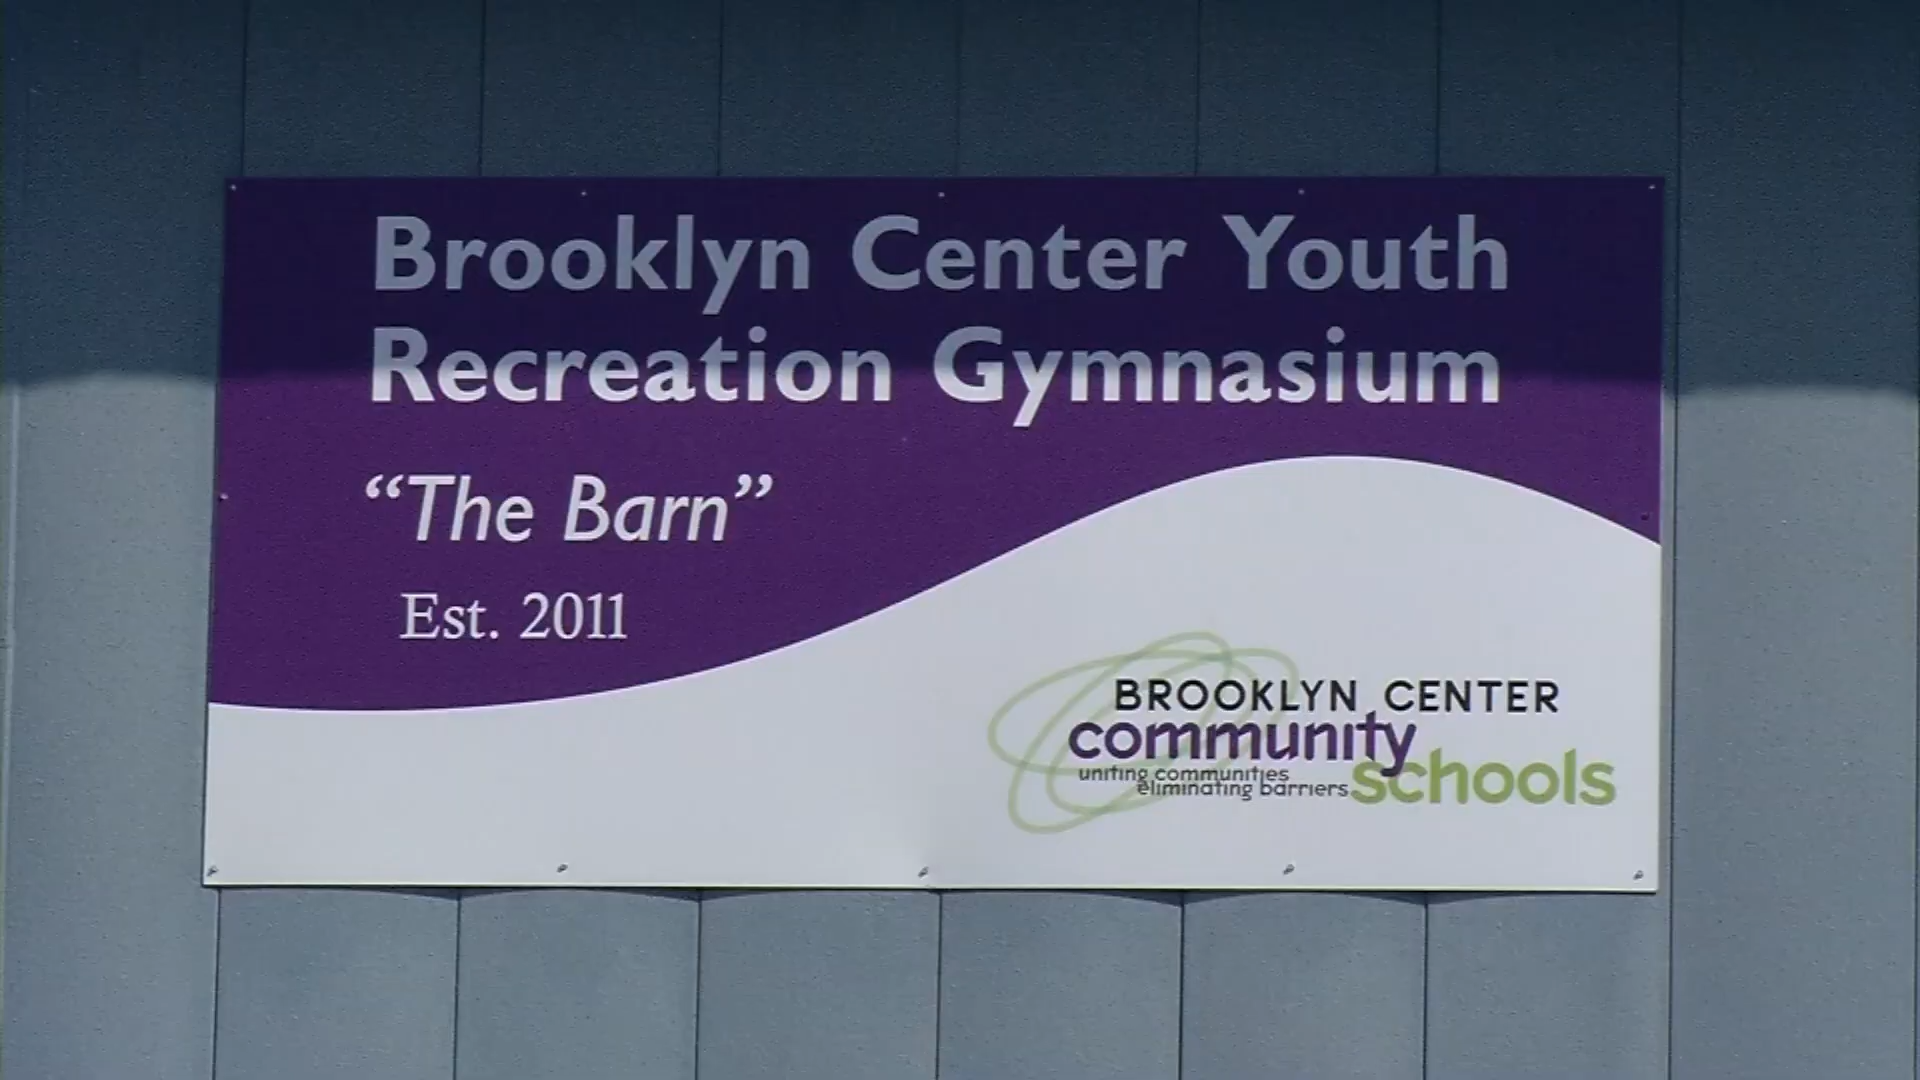 Brooklyn Center Youth
Recreation Gymnasium
“The Barn”
Est. 2011
BROOKLYN CENTER
community
schools
uniting communities
eliminating barriers